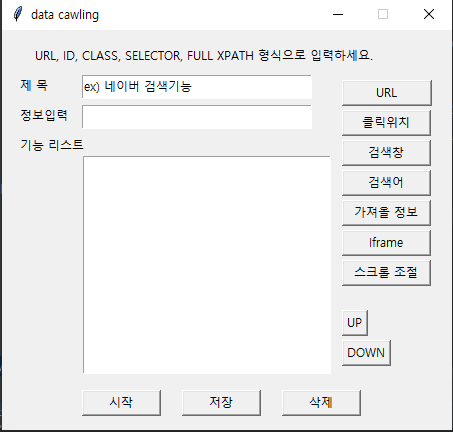 data cawling
URL, ID, CLASS, SELECTOR, FULL XPATH 형식으로 입력하세요.
제 목
ex) 네이버 검색기능
URL
정보입력
클릭위치
기능 리스트
검색창
검색어
가져올 정보
Iframe
스크롤 조절
UP
DOWN
시작
저장
삭제